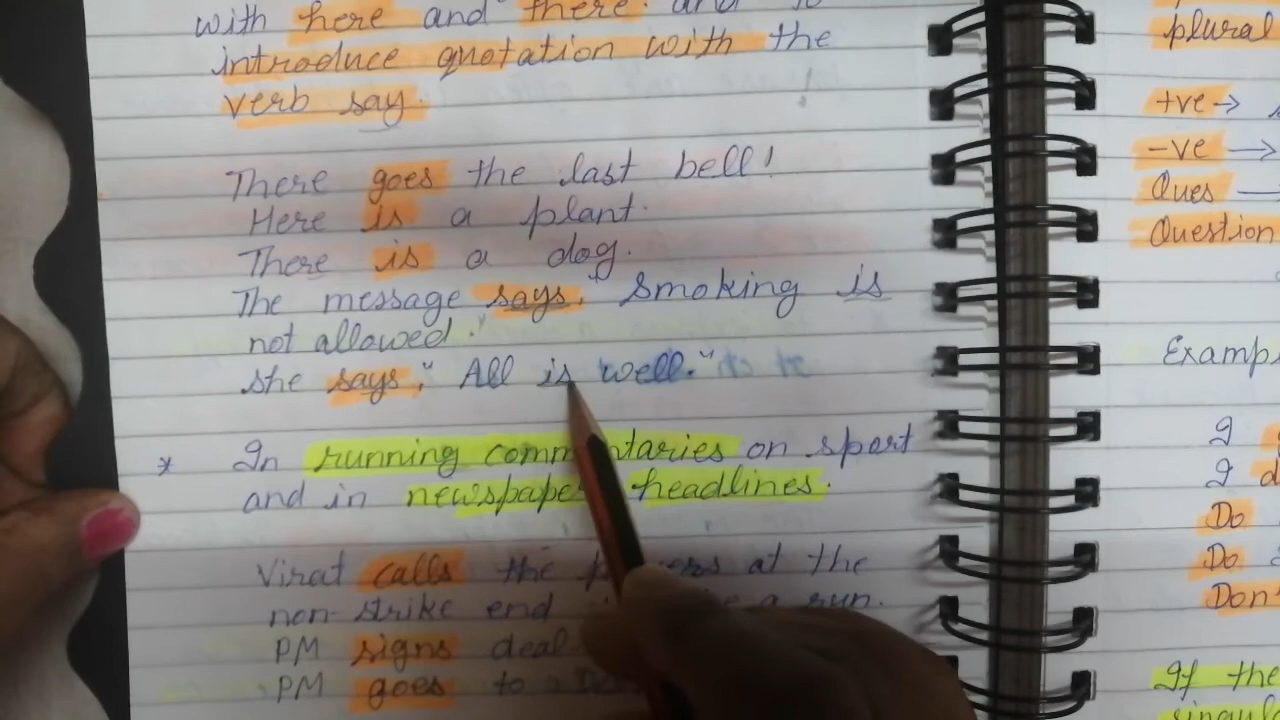 with here and there. and to
introduce quotation with the
verb say.
There goes the last bell!
Here is a plant.
There is a dog.
The message says, "Smoking is
not allowed."
She says, "All is well."
* In running commentaries on sport
and in newspaper headlines.
Virat calls the at the
non-strike end a run.
PM signs deal
PM goes to
plural
+ve →
-ve →
Ques
Question
I
I
Do
Do
If the